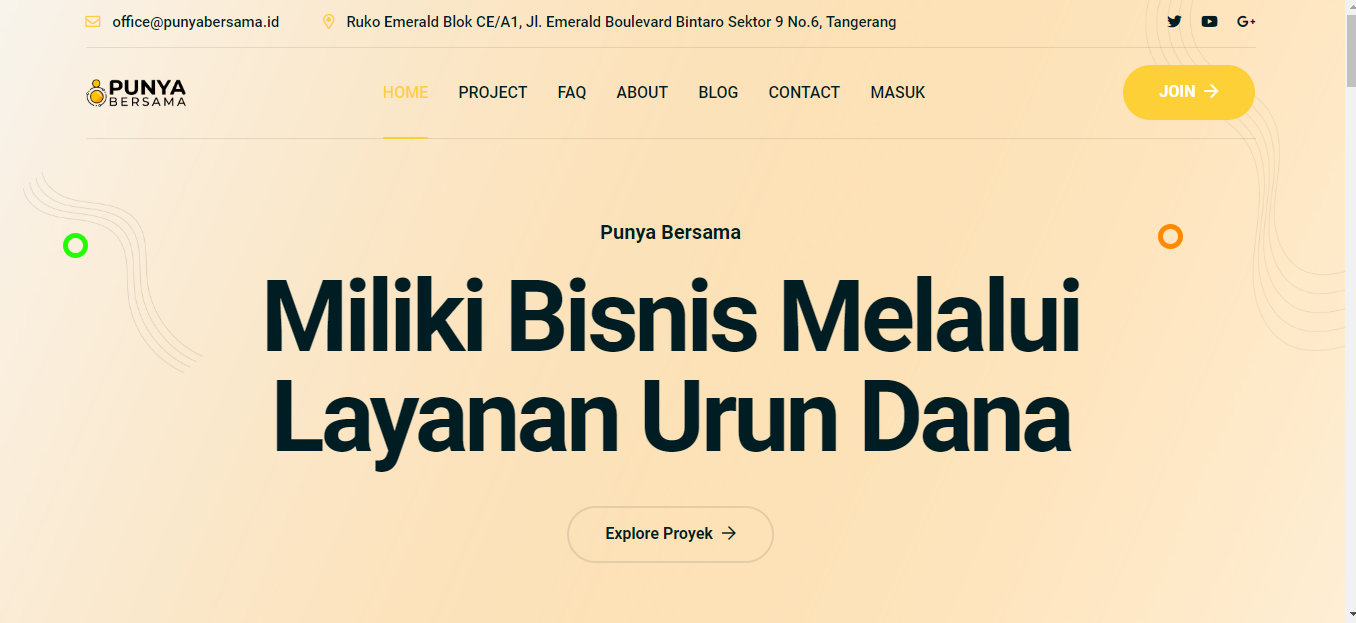 office@punyabersama.id
Ruko Emerald Blok CE/A1, Jl. Emerald Boulevard Bintaro Sektor 9 No.6, Tangerang
G+
PUNYA
BERSAMA
HOME
PROJECT
FAQ
ABOUT
BLOG
CONTACT
MASUK
JOIN
Punya Bersama
Miliki Bisnis Melalui
Layanan Urun Dana
Explore Proyek